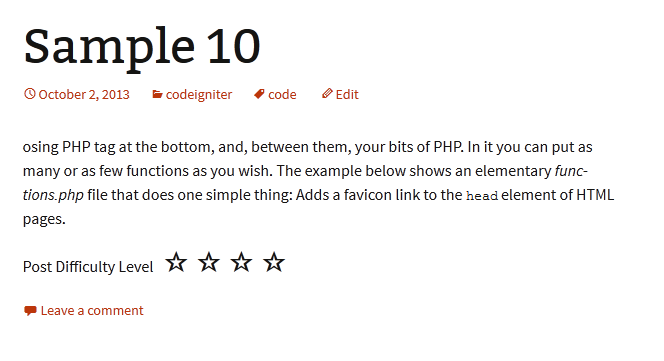 Sample 10
October 2, 2013 codeigniter code Edit
osing PHP tag at the bottom, and, between them, your bits of PHP. In it you can put as
many or as few functions as you wish. The example below shows an elementary func-
tions.php file that does one simple thing: Adds a favicon link to the head element of HTML
pages.
Post Difficulty Level ☆ ☆ ☆ ☆
Leave a comment